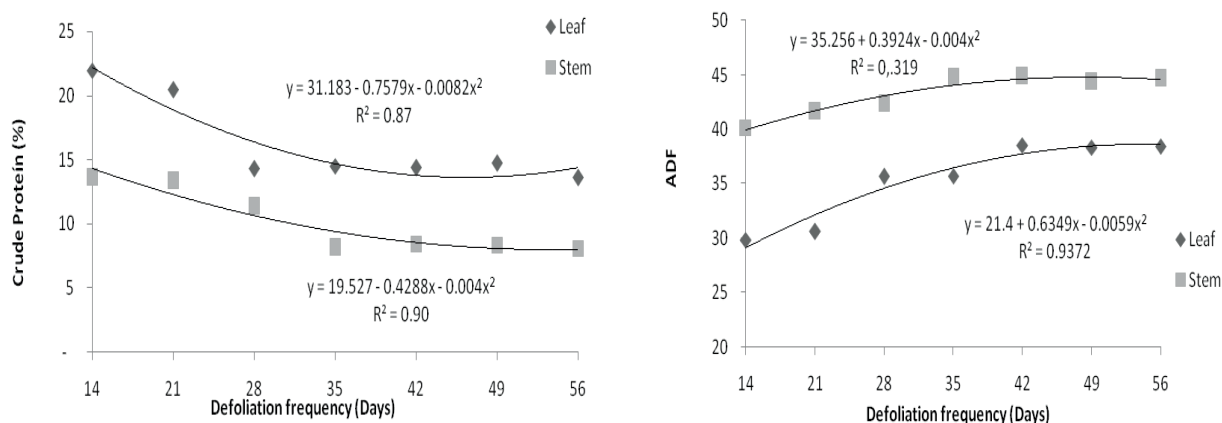 25
20
15
10
5
-
Crude Protein (%)
14 21 28 35 42 49 56
Defoliation frequency (Days)
Leaf
Stem
y = 31.183 - 0.7579x - 0.0082x²
R² = 0.87
y = 19.527 - 0.4288x - 0.004x²
R² = 0.90
50
45
40
35
30
25
20
ADF
14 21 28 35 42 49 56
Defoliation frequency (Days)
y = 35.256 + 0.3924x - 0.004x²
R² = 0,.319
y = 21.4 + 0.6349x - 0.0059x²
R² = 0.9372
Leaf
Stem